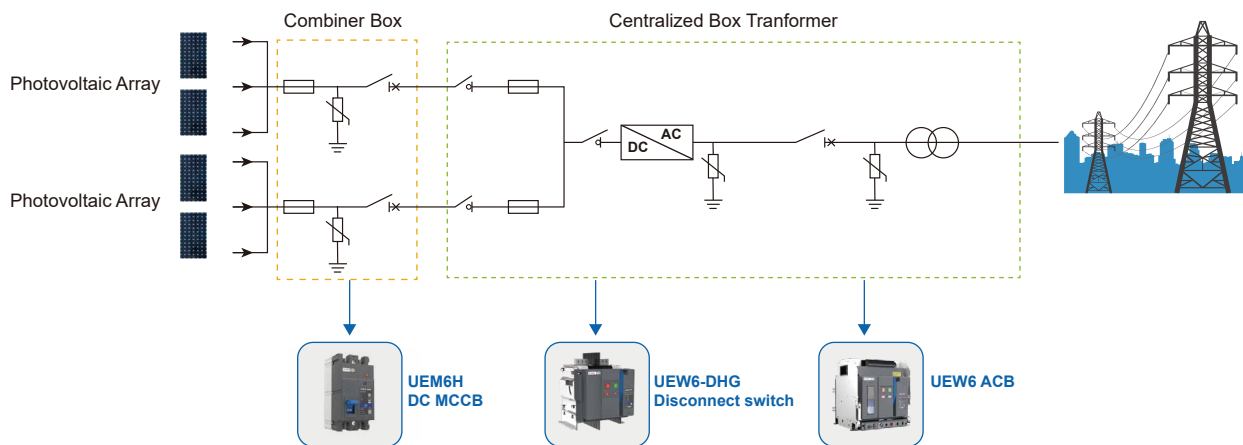 Combiner Box
Centralized Box Tranformer
Photovoltaic Array
AC
DC
Photovoltaic Array
UEM6H
DC MCCB
UEW6-DHG
Disconnect switch
UEW6 ACB